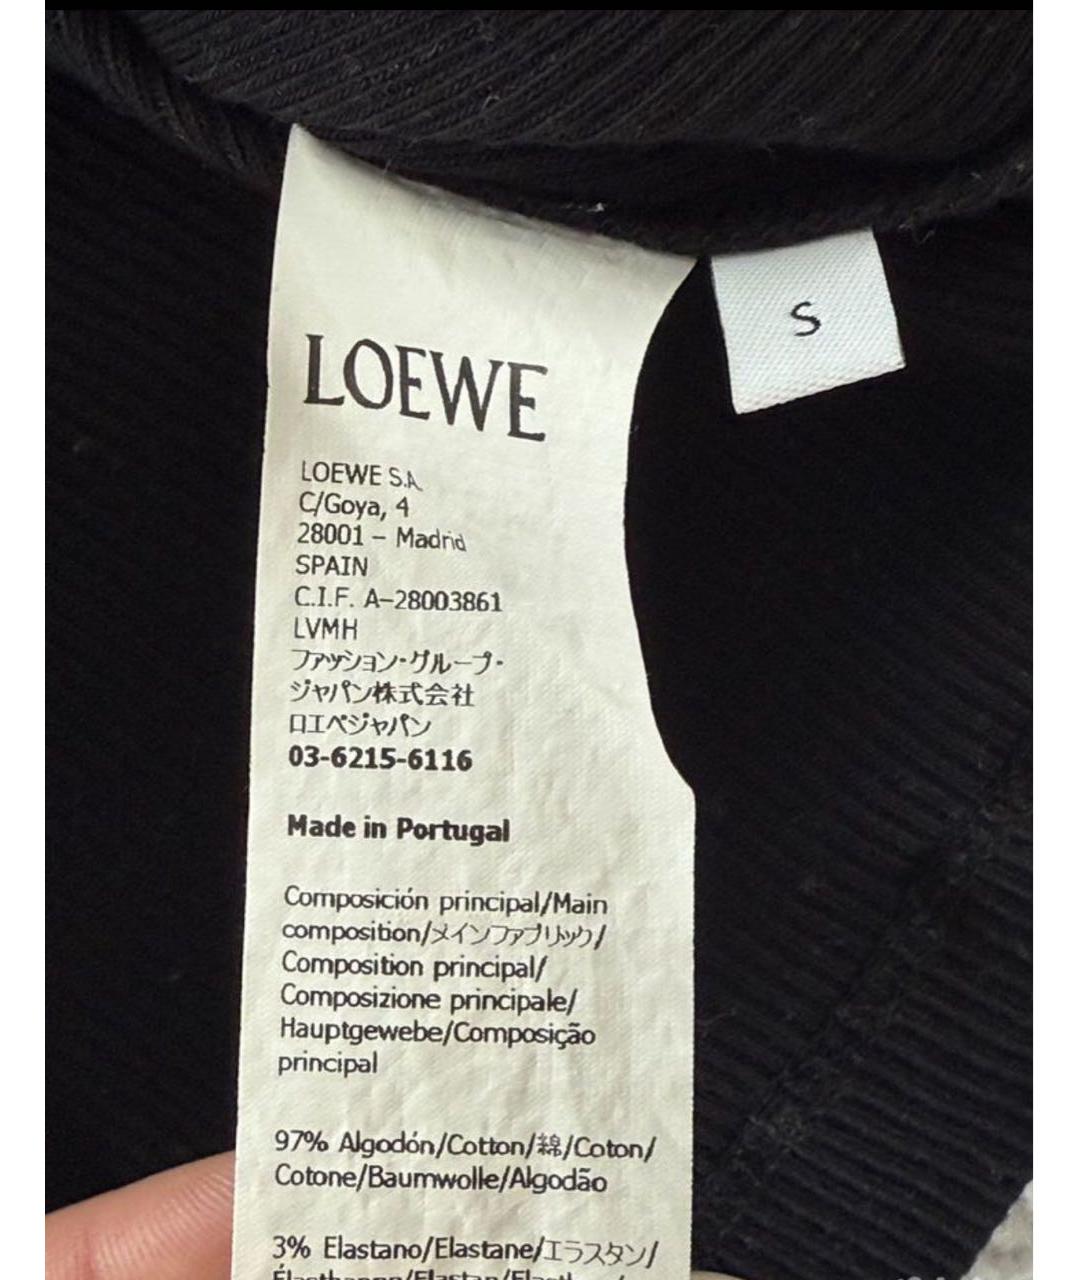 LOEWE
S
LOEWE S.A.
C/Goya, 4
28001 – Madrid
SPAIN
C.I.F. A–28003861
LVMH
ファッション・グループ・
ジャパン株式会社
ロエベジャパン
03-6215-6116
Made in Portugal
Composición principal/Main
composition/メインファブリック/
Composition principal/
Composizione principale/
Hauptgewebe/Composição
principal
97% Algodón/Cotton/綿/Coton/
Cotone/Baumwolle/Algodão
3% Elastano/Elastane/エラスタン/